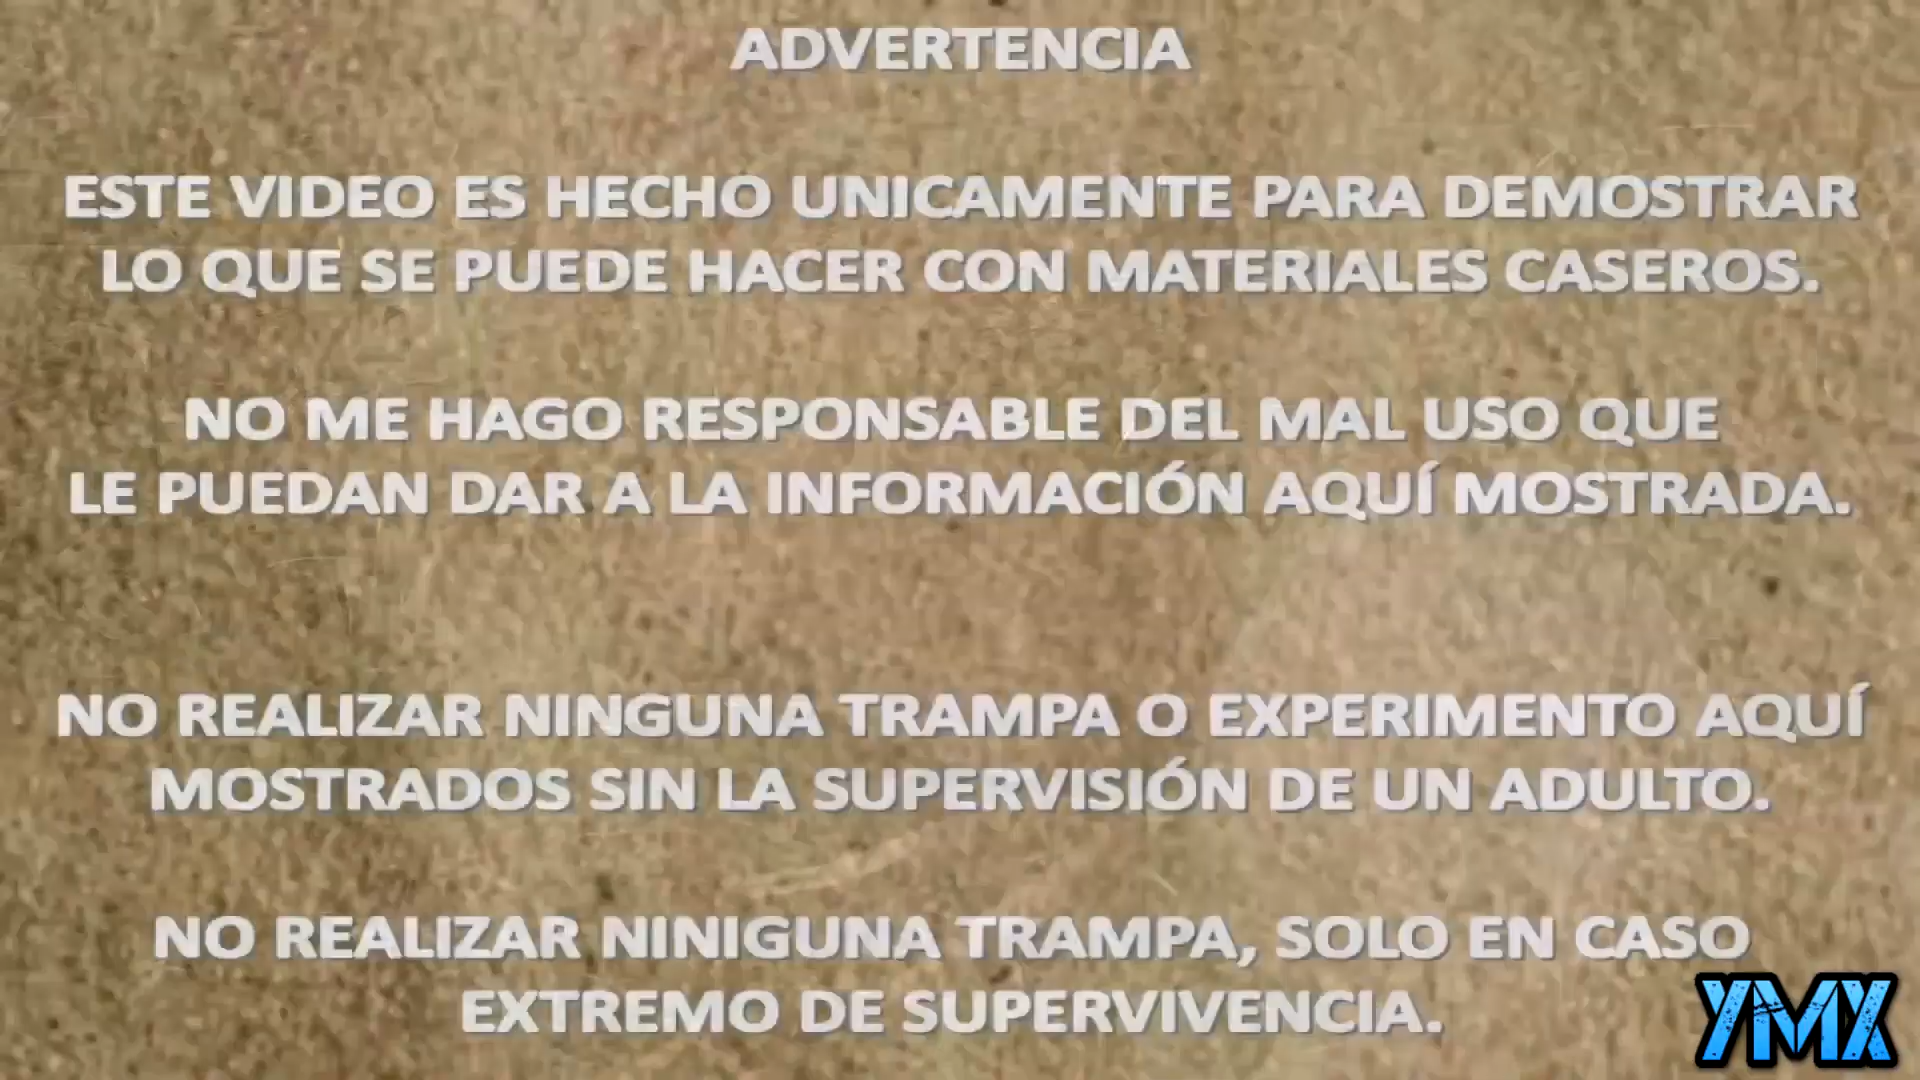 ADVERTENCIA
ESTE VIDEO ES HECHO UNICAMENTE PARA DEMOSTRAR
LO QUE SE PUEDE HACER CON MATERIALES CASEROS.
NO ME HAGO RESPONSABLE DEL MAL USO QUE
LE PUEDAN DAR A LA INFORMACIÓN AQUÍ MOSTRADA.
NO REALIZAR NINGUNA TRAMPA O EXPERIMENTO AQUÍ
MOSTRADOS SIN LA SUPERVISIÓN DE UN ADULTO.
NO REALIZAR NINIGUNA TRAMPA, SOLO EN CASO
EXTREMO DE SUPERVIVENCIA.
YMX